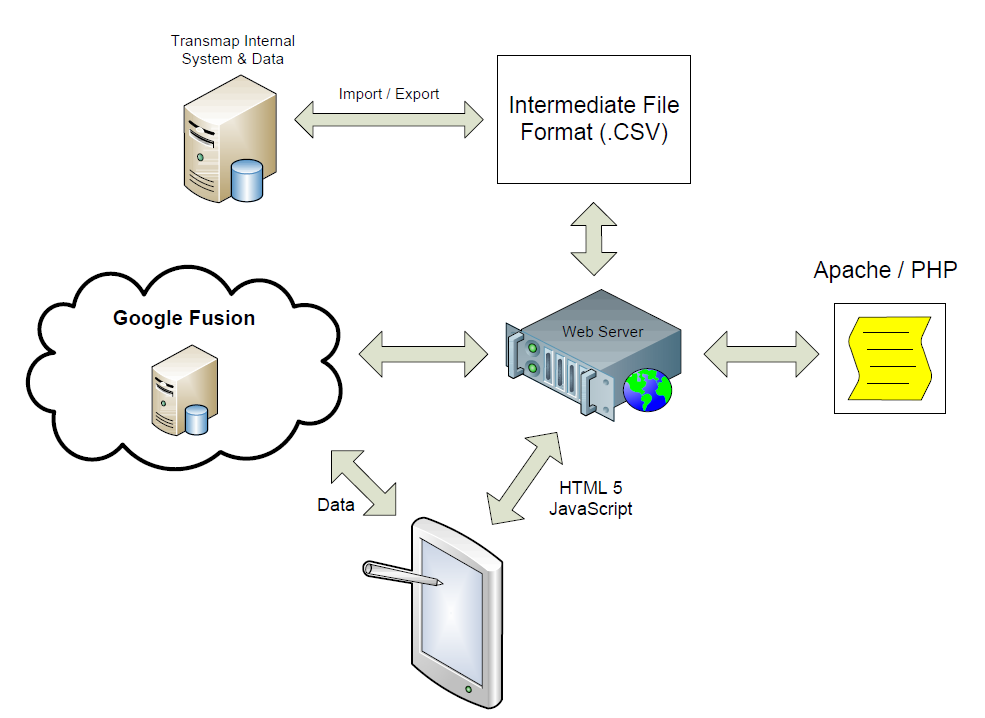 Transmap Internal
System & Data
Import / Export
Intermediate File
Format (.CSV)
Apache / PHP
Google Fusion
Web Server
Data
HTML 5
JavaScript